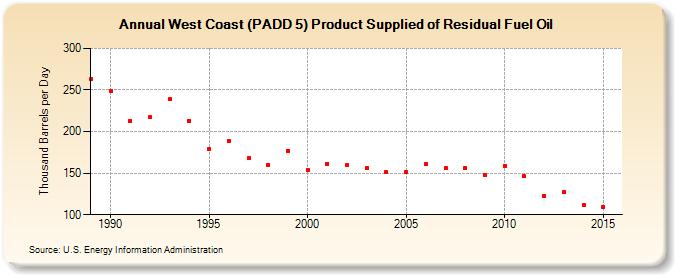 Annual West Coast (PADD 5) Product Supplied of Residual Fuel Oil
Thousand Barrels per Day
300
250
200
150
100
1990 1995 2000 2005 2010 2015
Source: U.S. Energy Information Administration